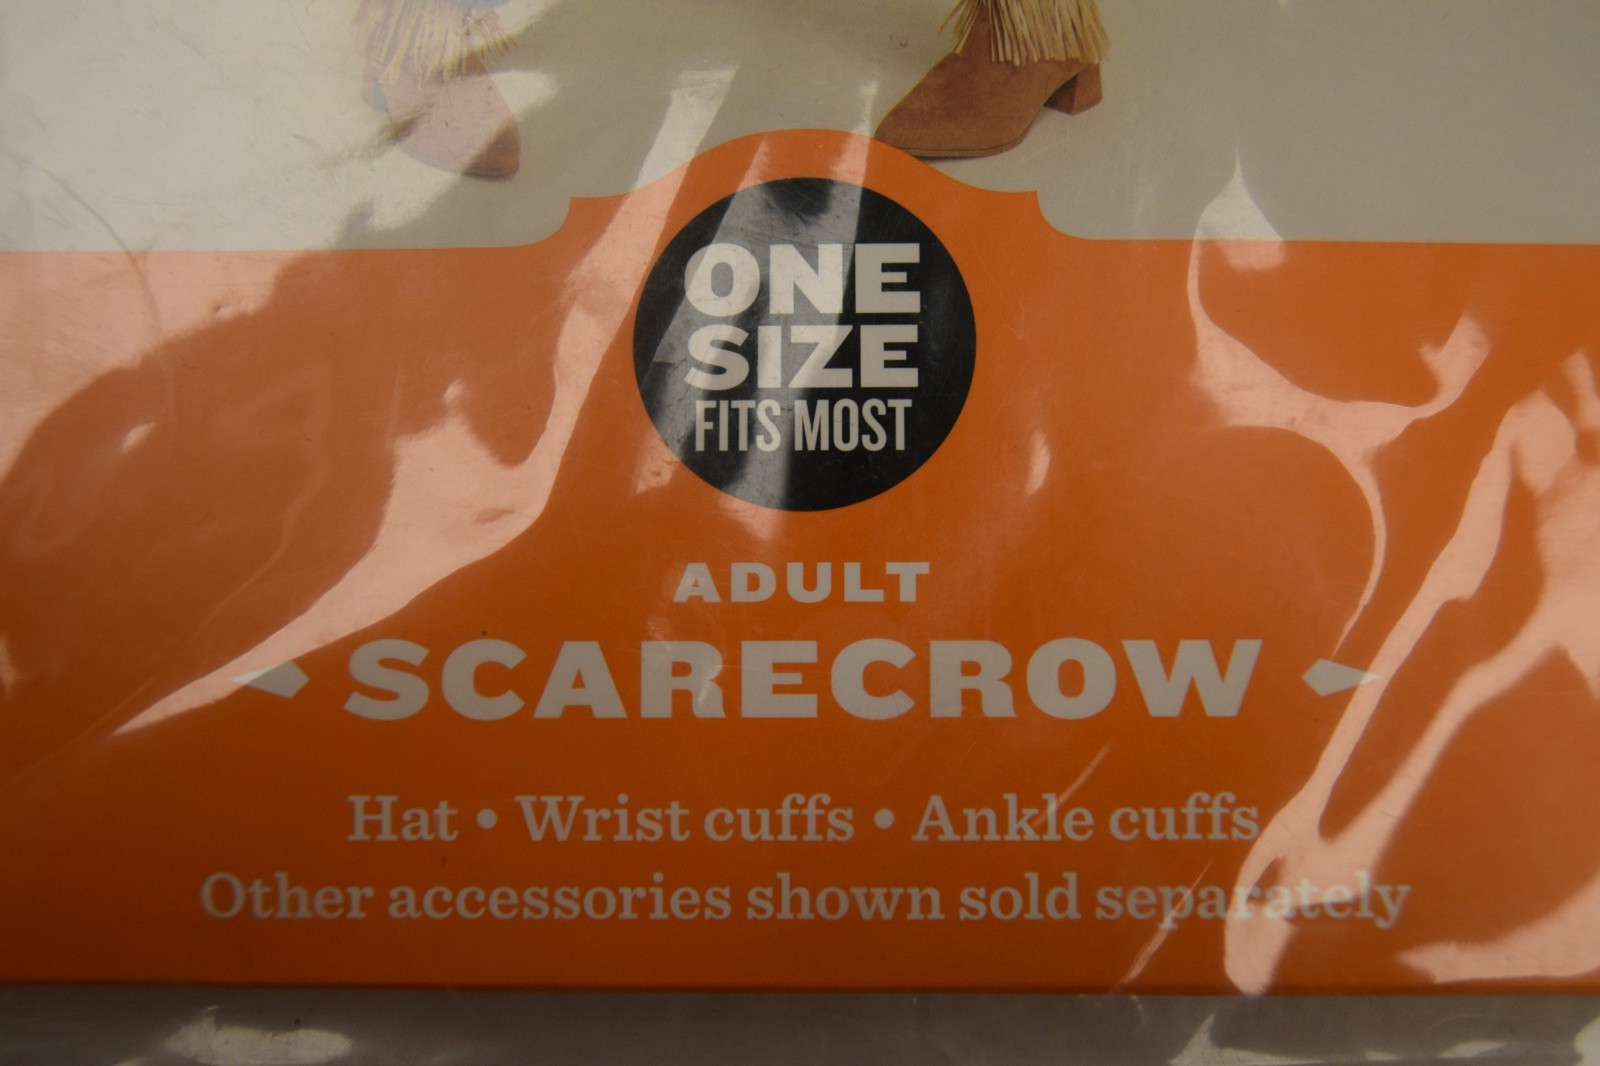 ONE
SIZE
FITS MOST
ADULT
SCARECROW
Hat • Wrist cuffs • Ankle cuffs
Other accessories shown sold separately